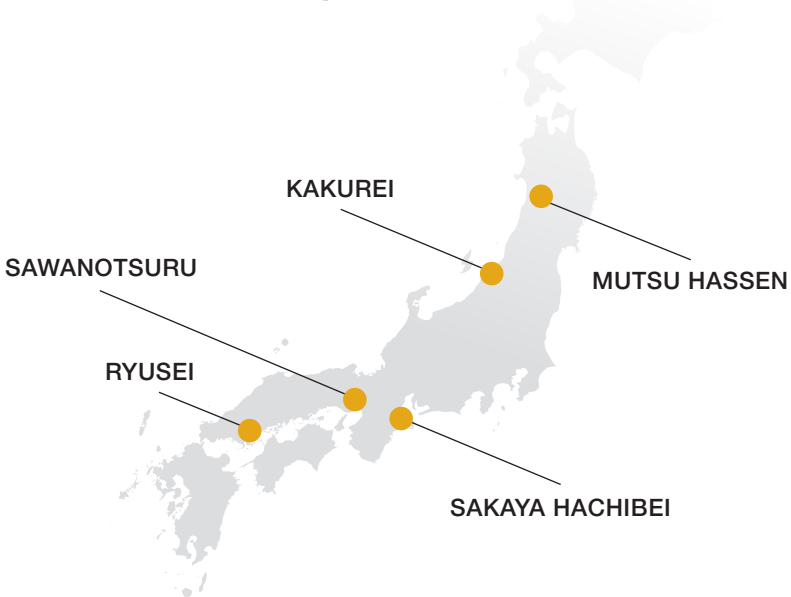 KAKUREI
SAWANOTSURU
MUTSU HASSEN
RYUSEI
SAKAYA HACHIBEI